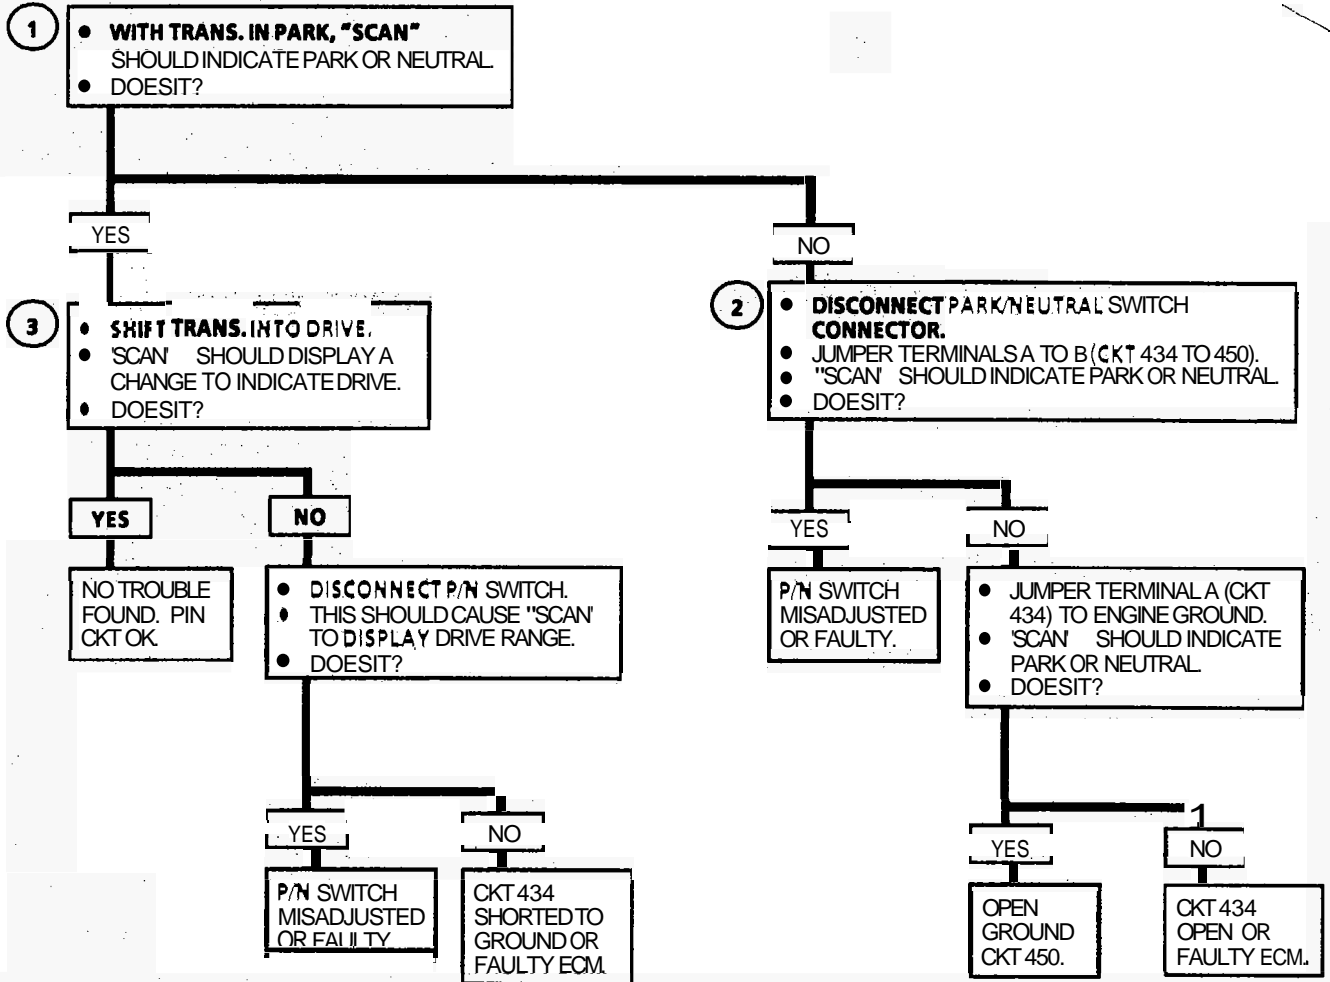 1
● WITH TRANS. IN PARK, "SCAN"
SHOULD INDICATE PARK OR NEUTRAL.
● DOES IT?
YES
NO
3
● SHIFT TRANS. INTO DRIVE.
● 'SCAN' SHOULD DISPLAY A
CHANGE TO INDICATE DRIVE.
● DOES IT?
2
● DISCONNECT PARK/NEUTRAL SWITCH
CONNECTOR.
● JUMPER TERMINALS A TO B (CKT 434 TO 450).
● "SCAN' SHOULD INDICATE PARK OR NEUTRAL.
● DOES IT?
YES
NO
YES
NO
NO TROUBLE
FOUND. PIN
CKT OK.
● DISCONNECT P/N SWITCH.
● THIS SHOULD CAUSE "SCAN'
TO DISPLAY DRIVE RANGE.
● DOES IT?
P/N SWITCH
MISADJUSTED
OR FAULTY.
● JUMPER TERMINAL A (CKT
434) TO ENGINE GROUND.
● 'SCAN' SHOULD INDICATE
PARK OR NEUTRAL.
● DOES IT?
YES
NO
YES
1
NO
P/N SWITCH
MISADJUSTED
OR FAULTY
CKT 434
SHORTED TO
GROUND OR
FAULTY ECM.
OPEN
GROUND
CKT 450.
CKT 434
OPEN OR
FAULTY ECM.